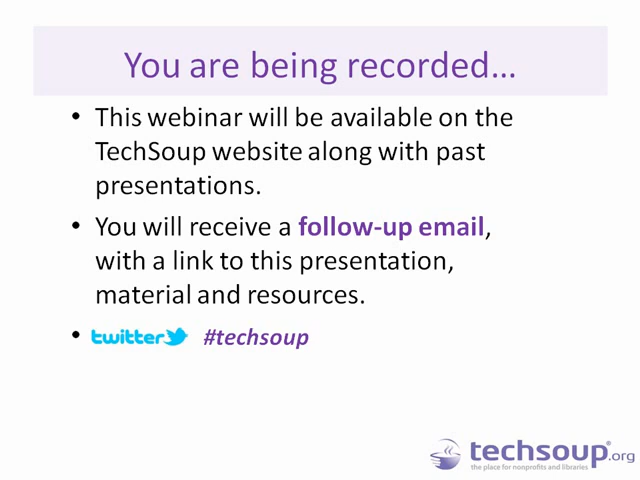 You are being recorded...
• This webinar will be available on the
TechSoup website along with past
presentations.
• You will receive a follow-up email,
with a link to this presentation,
material and resources.
• twitter #techsoup
techsoup®.org
the place for nonprofits and libraries